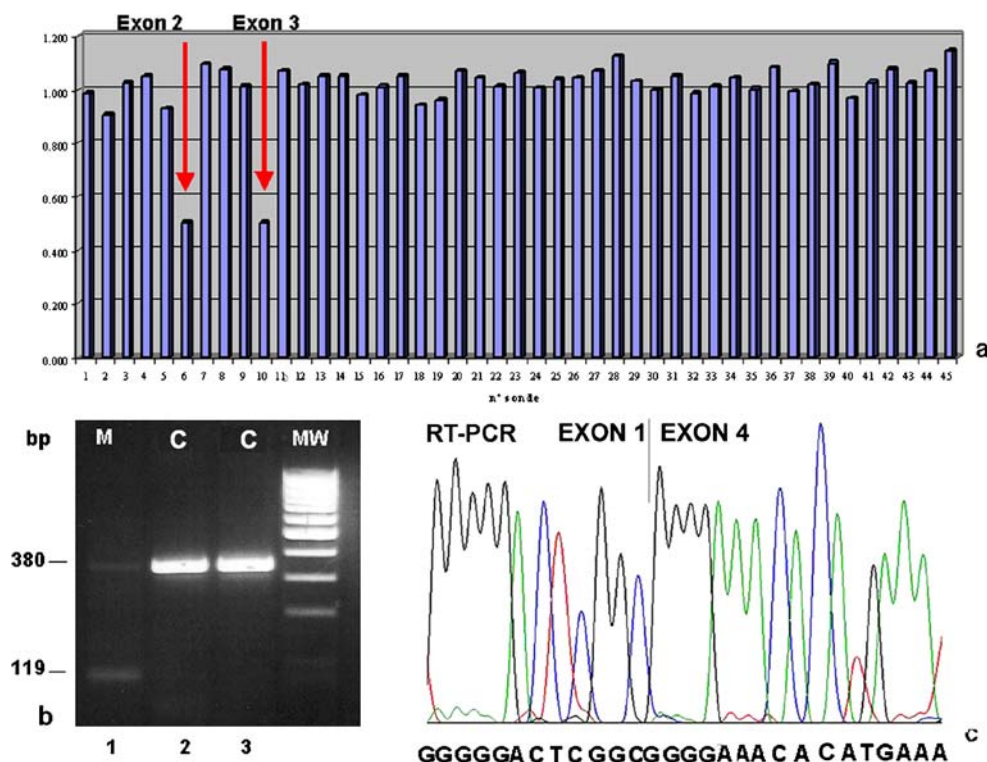 Exon 2 Exon 3
1.200
1.000
0.800
0.600
0.400
0.200
0.000
1 2 3 4 5 6 7 8 9 10 11 12 13 14 15 16 17 18 19 20 21 22 23 24 25 26 27 28 29 30 31 32 33 34 35 36 37 38 39 40 41 42 43 44 45
n° sonde
a
bp M C C MW
380
119
b
1 2 3
RT-PCR EXON 1 EXON 4
GGGGGACTCGGCGGGGAAACACATGAAA
c